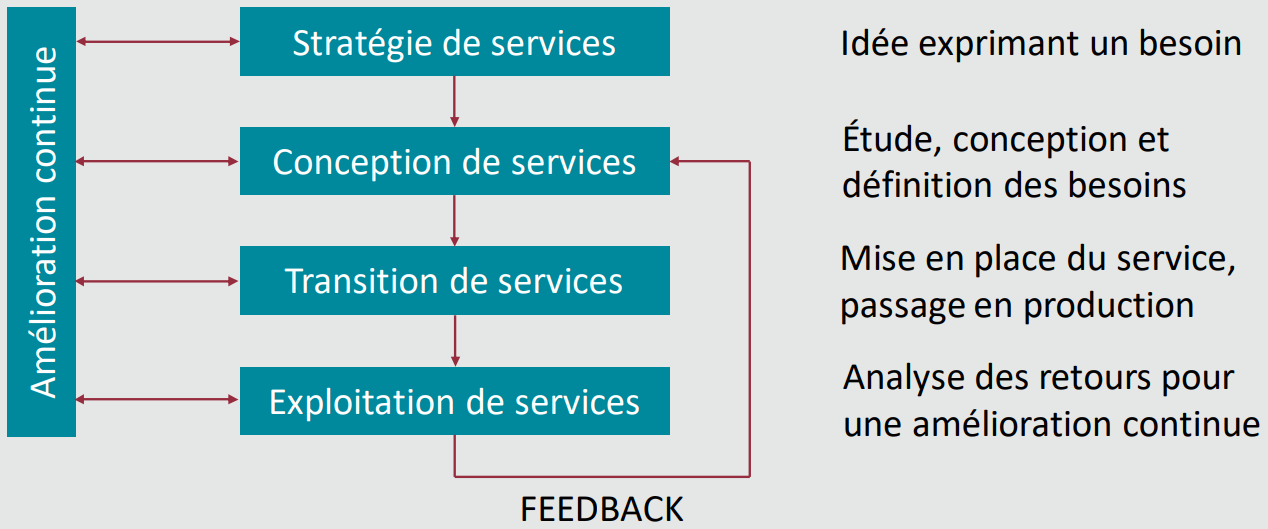 Amélioration continue
Stratégie de services
Idée exprimant un besoin
Conception de services
Étude, conception et
définition des besoins
Transition de services
Mise en place du service,
passage en production
Exploitation de services
Analyse des retours pour
une amélioration continue
FEEDBACK